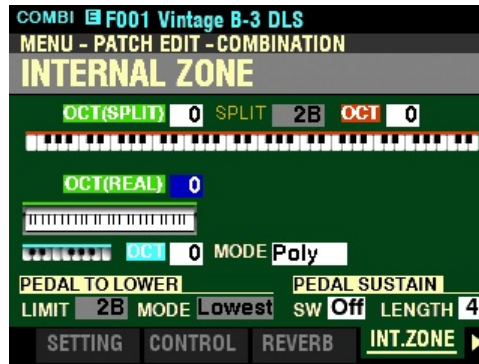 COMBI E F001 Vintage B-3 DLS
MENU - PATCH EDIT - COMBINATION
INTERNAL ZONE
OCT(SPLIT) 0 SPLIT 2B OCT 0
OCT(REAL) 0
OCT 0 MODE Poly
PEDAL TO LOWER PEDAL SUSTAIN
LIMIT 2B MODE Lowest SW Off LENGTH 4
SETTING CONTROL REVERB INT.ZONE